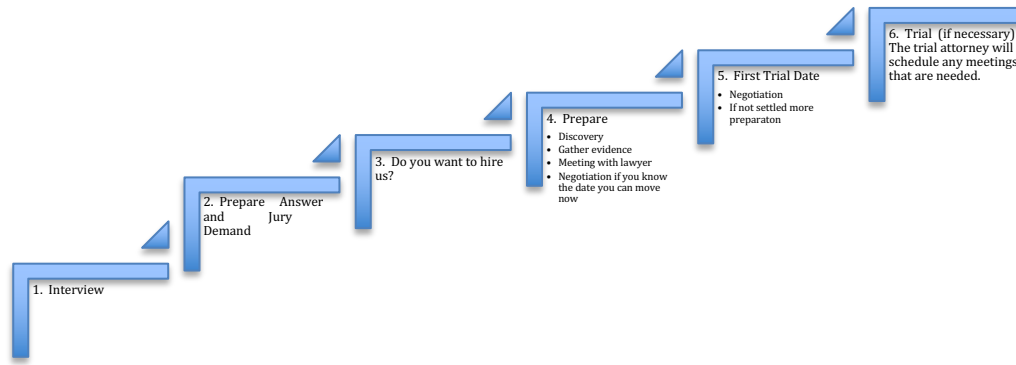 1. Interview
2. Prepare Answer
and Jury
Demand
3. Do you want to hire
us?
4. Prepare
• Discovery
• Gather evidence
• Meeting with lawyer
• Negotiation if you know
the date you can move
now
5. First Trial Date
• Negotiation
• If not settled more
preparaton
6. Trial (if necessary)
The trial attorney will
schedule any meetings
that are needed.